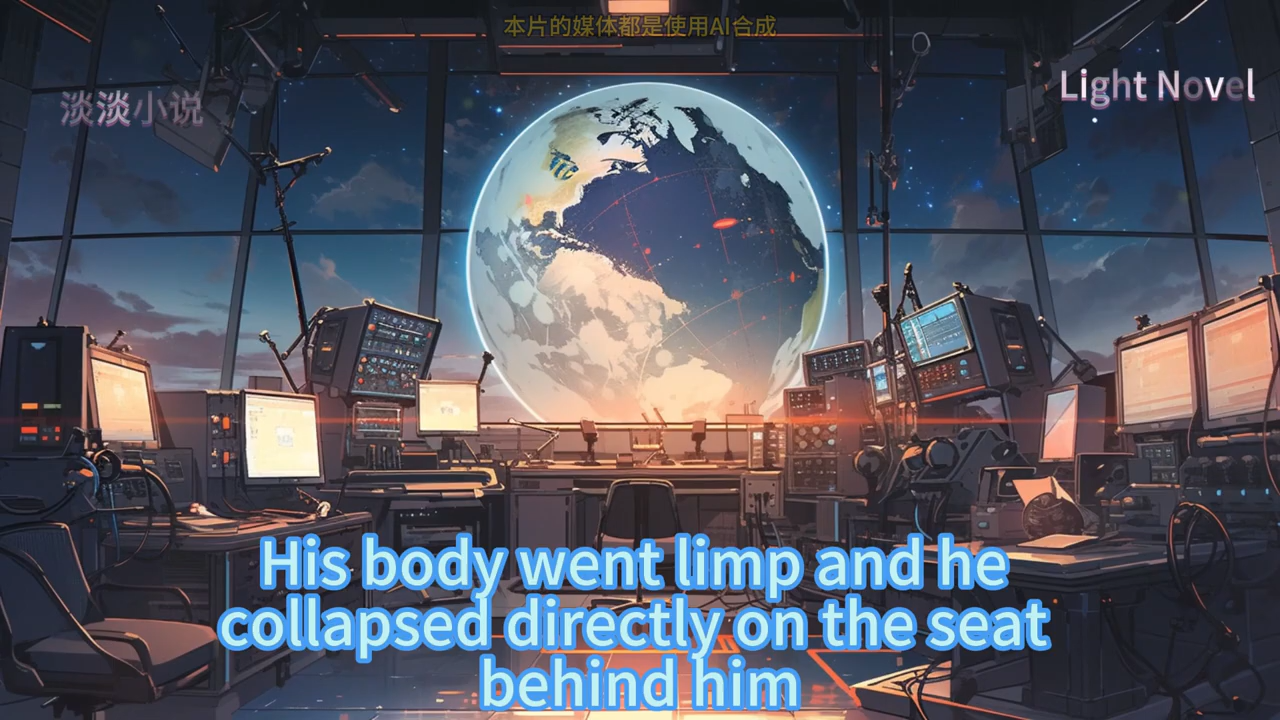 本片的媒体都是使用AI合成
淡淡小说
Light Novel
His body went limp and he
collapsed directly on the seat
behind him